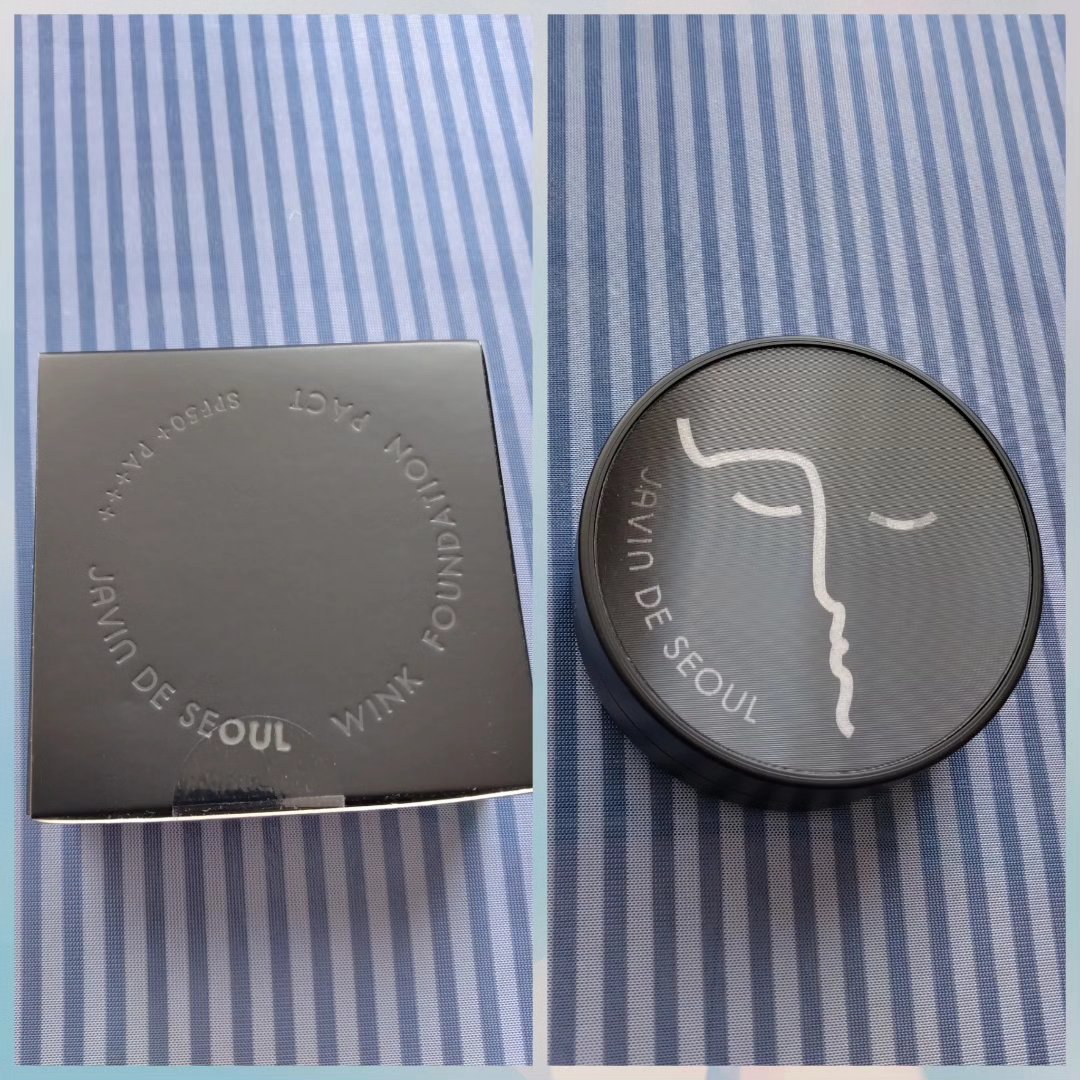 JAVIN DE SEOUL
WINK FOUNDATION PACT
SPF50+ PA++++
JAVIN DE SEOUL